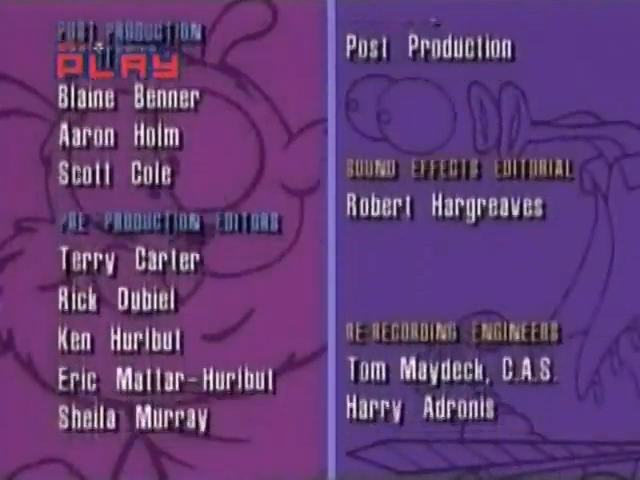 POST PRODUCTION
PLAY
Blaine Benner
Aaron Holm
Scott Cole
PRE-PRODUCTION EDITORS
Terry Carter
Rick Dubiel
Ken Hurlbut
Eric Mattar-Hurlbut
Sheila Murray
Post Production
SOUND EFFECTS EDITORIAL
Robert Hargreaves
RE-RECORDING ENGINEERS
Tom Maydeck, C.A.S.
Harry Adronis